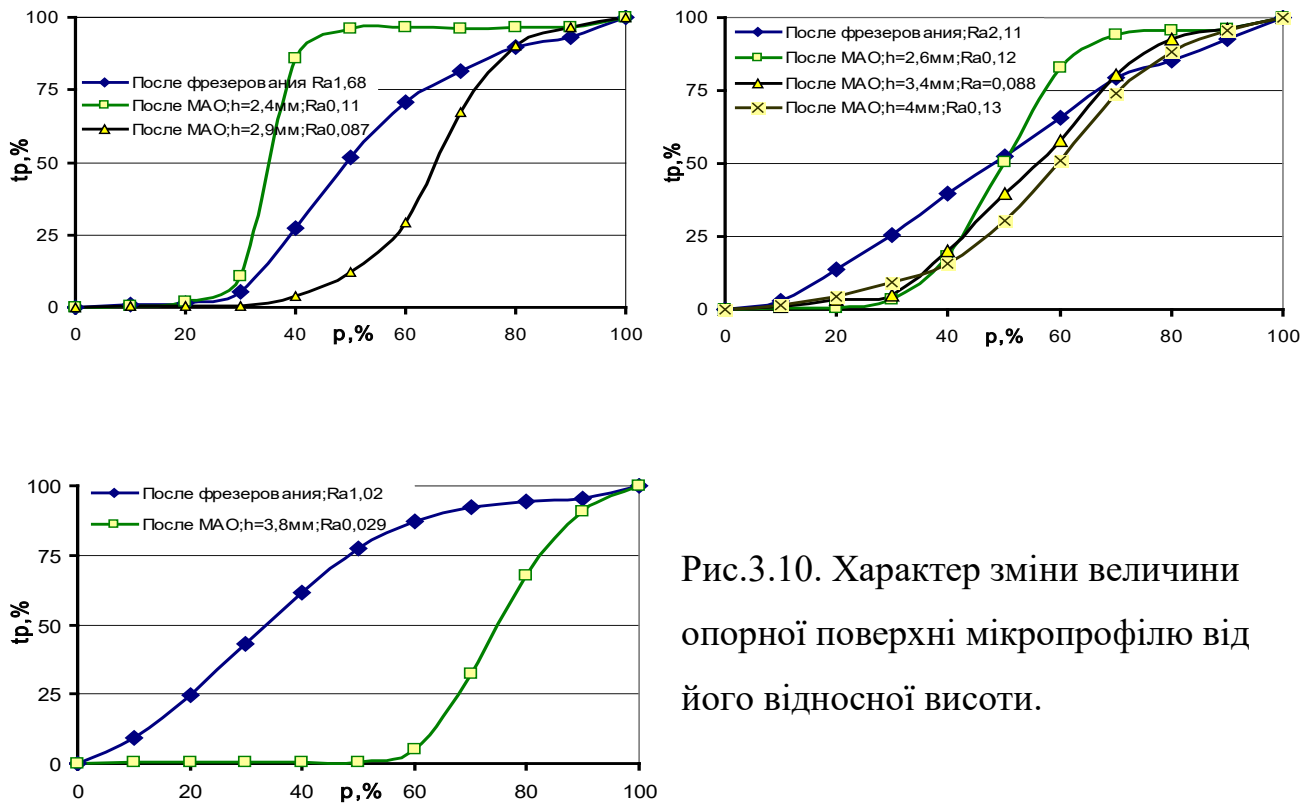 100
75
50
25
0
tp,%
После фрезерования Ra1,68
После МАО;h=2,4мм;Ra0,11
После МАО;h=2,9мм;Ra0,087
0 20 40 60 80 100
p,%
100
75
50
25
0
tp,%
После фрезерования;Ra2,11
После МАО;h=2,6мм;Ra0,12
После МАО;h=3,4мм;Ra=0,088
После МАО;h=4мм;Ra0,13
0 20 40 60 80 100
p,%
100
75
50
25
0
tp,%
После фрезерования;Ra1,02
После МАО;h=3,8мм;Ra0,029
0 20 40 60 80 100
p,%
Рис.3.10. Характер зміни величини
опорної поверхні мікропрофілю від
його відносної висоти.